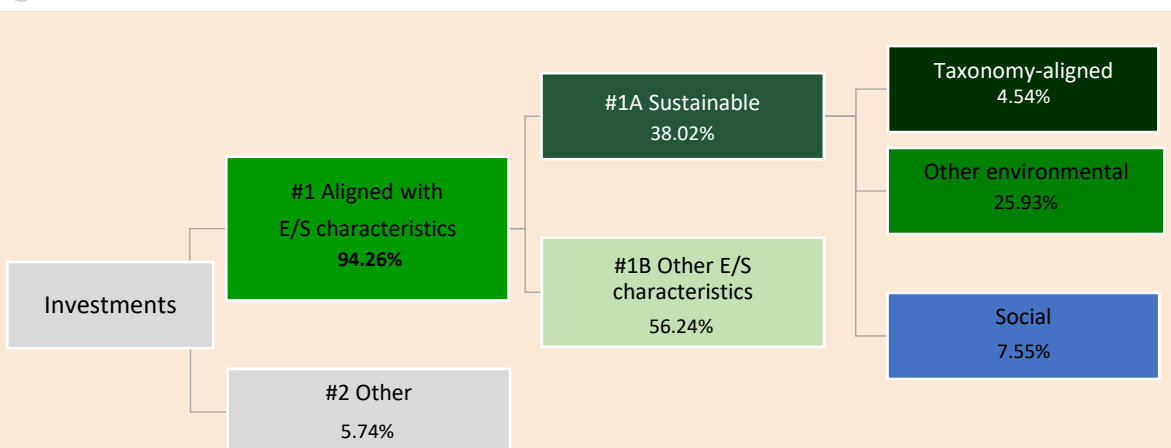 Investments
#1 Aligned with
E/S characteristics
94.26%
#2 Other
5.74%
#1A Sustainable
38.02%
#1B Other E/S
characteristics
56.24%
Taxonomy-aligned
4.54%
Other environmental
25.93%
Social
7.55%